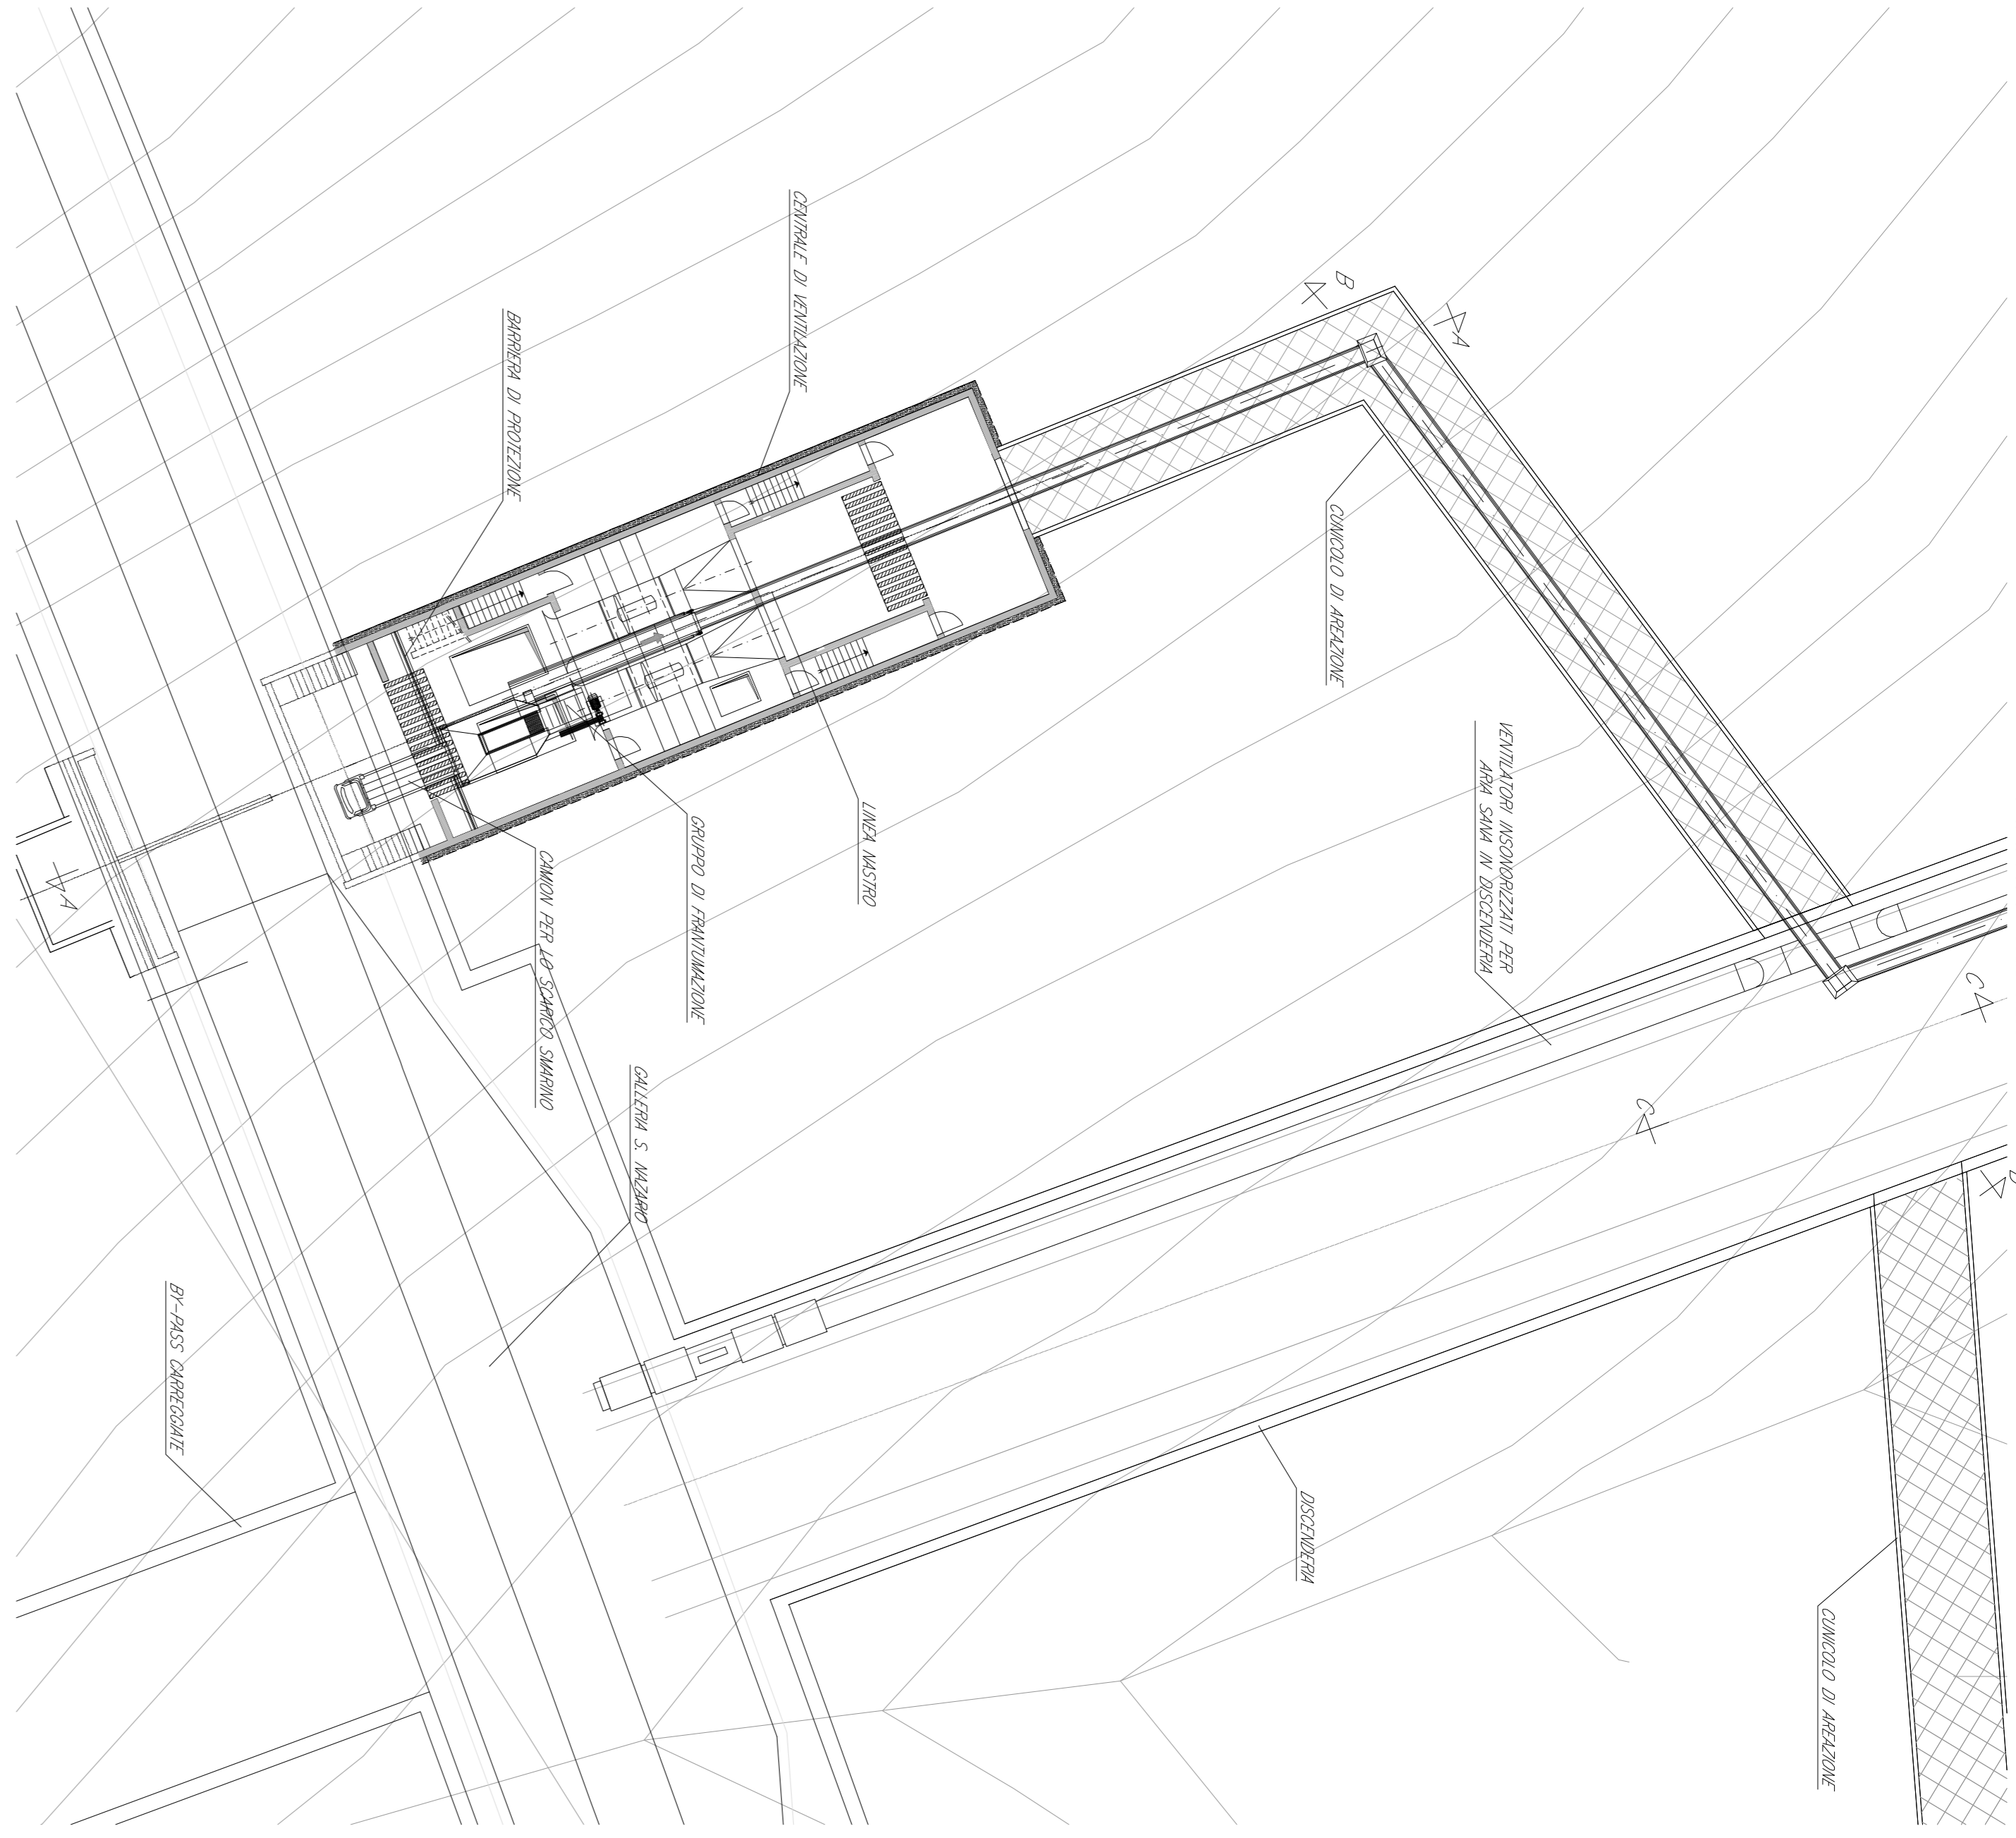 CENTRALE DI VENTILAZIONE
BARRIERA DI PROTEZIONE
B
A
CUNICOLO DI AREAZIONE
VENTILATORI INSONORIZZATI PER
ARIA SANA IN DISCENDERIA
LINEA NASTRO
GRUPPO DI FRANTUMAZIONE
CAMION PER LO SCARICO SMARINO
A
C
C
D
GALLERIA S. NAZARIO
BY-PASS CARREGGIATE
DISCENDERIA
CUNICOLO DI AREAZIONE